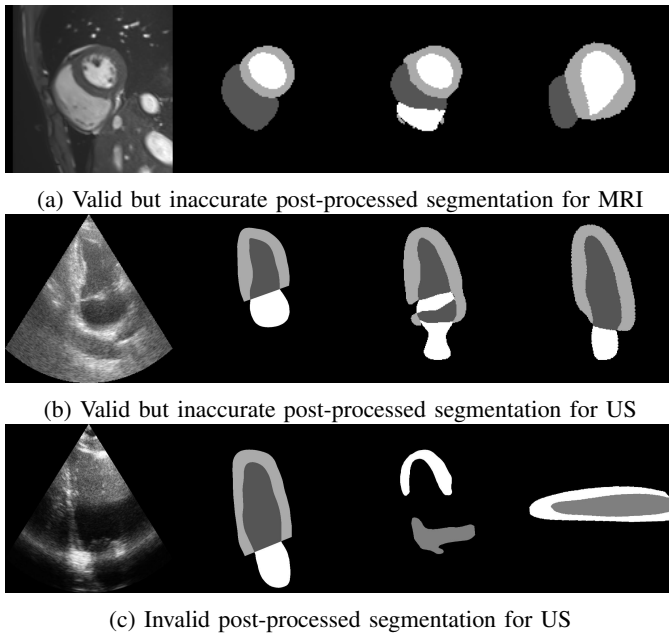 (a) Valid but inaccurate post-processed segmentation for MRI
(b) Valid but inaccurate post-processed segmentation for US
(c) Invalid post-processed segmentation for US